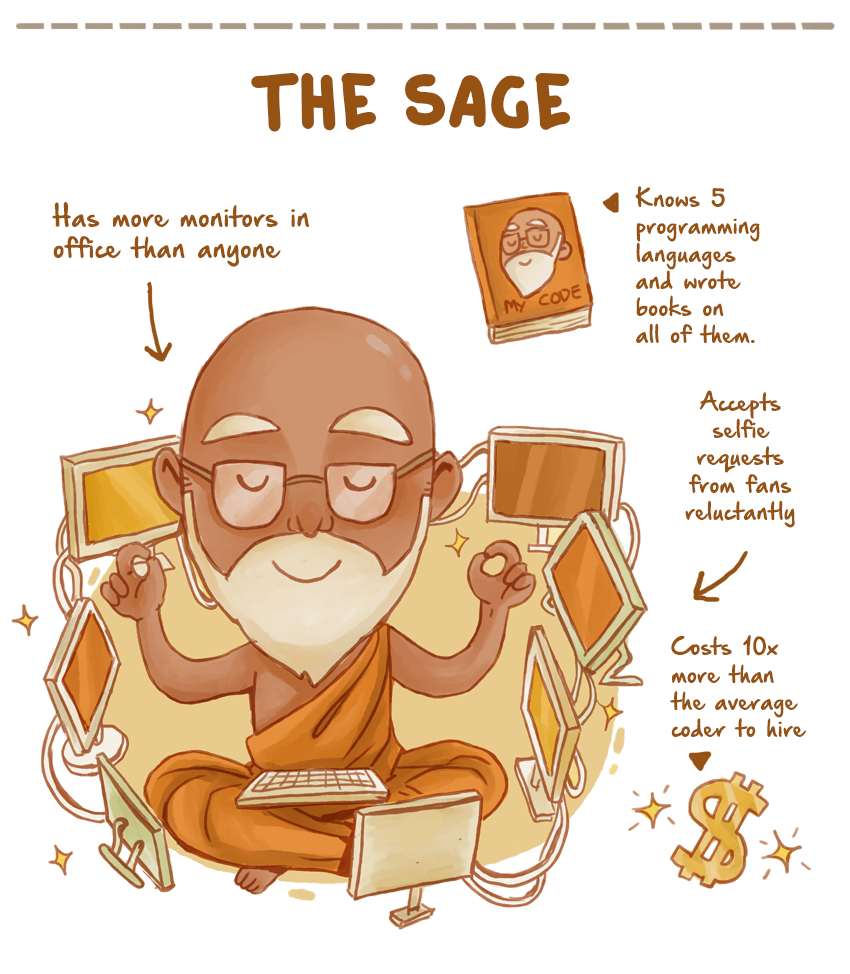 THE SAGE
Has more monitors in
office than anyone
Knows 5
programming
languages
and wrote
books on
all of them.
MY CODE
Accepts
selfie
requests
from fans
reluctantly
Costs 10x
more than
the average
coder to hire
$